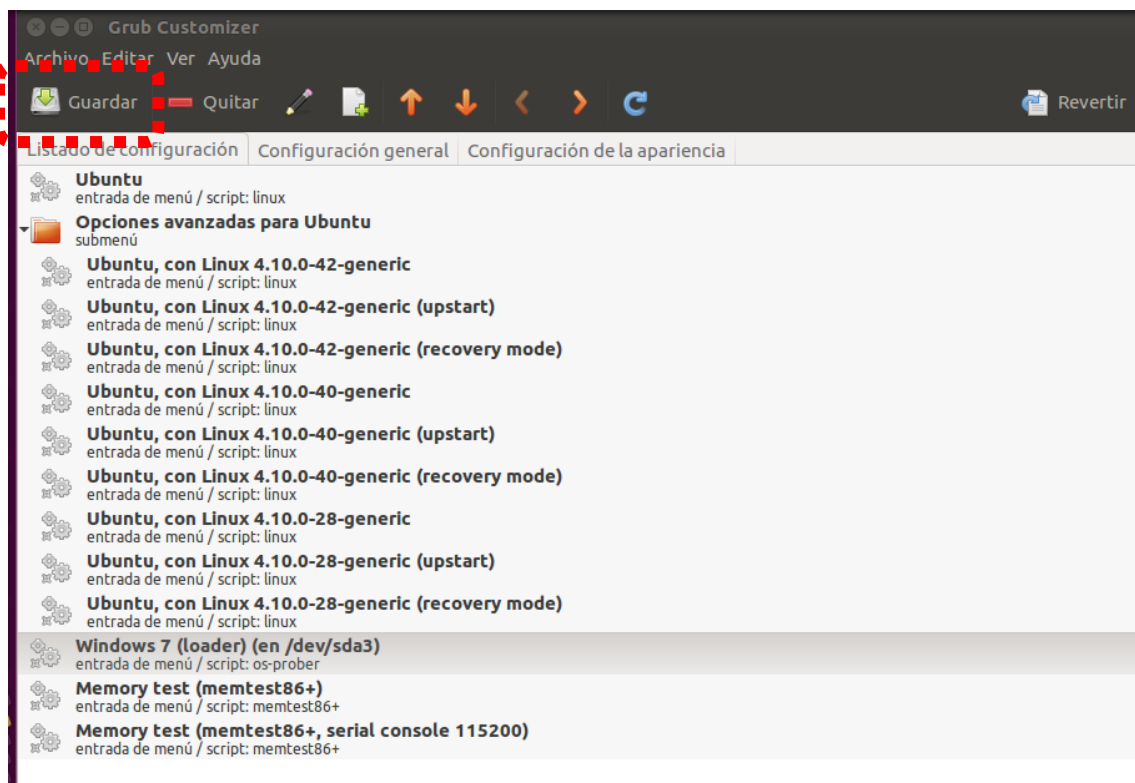 Grub Customizer
Archivo Editar Ver Ayuda
Guardar Quitar Revertir
Listado de configuración Configuración general Configuración de la apariencia
Ubuntu
entrada de menú / script: linux
Opciones avanzadas para Ubuntu
submenú
Ubuntu, con Linux 4.10.0-42-generic
entrada de menú / script: linux
Ubuntu, con Linux 4.10.0-42-generic (upstart)
entrada de menú / script: linux
Ubuntu, con Linux 4.10.0-42-generic (recovery mode)
entrada de menú / script: linux
Ubuntu, con Linux 4.10.0-40-generic
entrada de menú / script: linux
Ubuntu, con Linux 4.10.0-40-generic (upstart)
entrada de menú / script: linux
Ubuntu, con Linux 4.10.0-40-generic (recovery mode)
entrada de menú / script: linux
Ubuntu, con Linux 4.10.0-28-generic
entrada de menú / script: linux
Ubuntu, con Linux 4.10.0-28-generic (upstart)
entrada de menú / script: linux
Ubuntu, con Linux 4.10.0-28-generic (recovery mode)
entrada de menú / script: linux
Windows 7 (loader) (en /dev/sda3)
entrada de menú / script: os-prober
Memory test (memtest86+)
entrada de menú / script: memtest86+
Memory test (memtest86+, serial console 115200)
entrada de menú / script: memtest86+